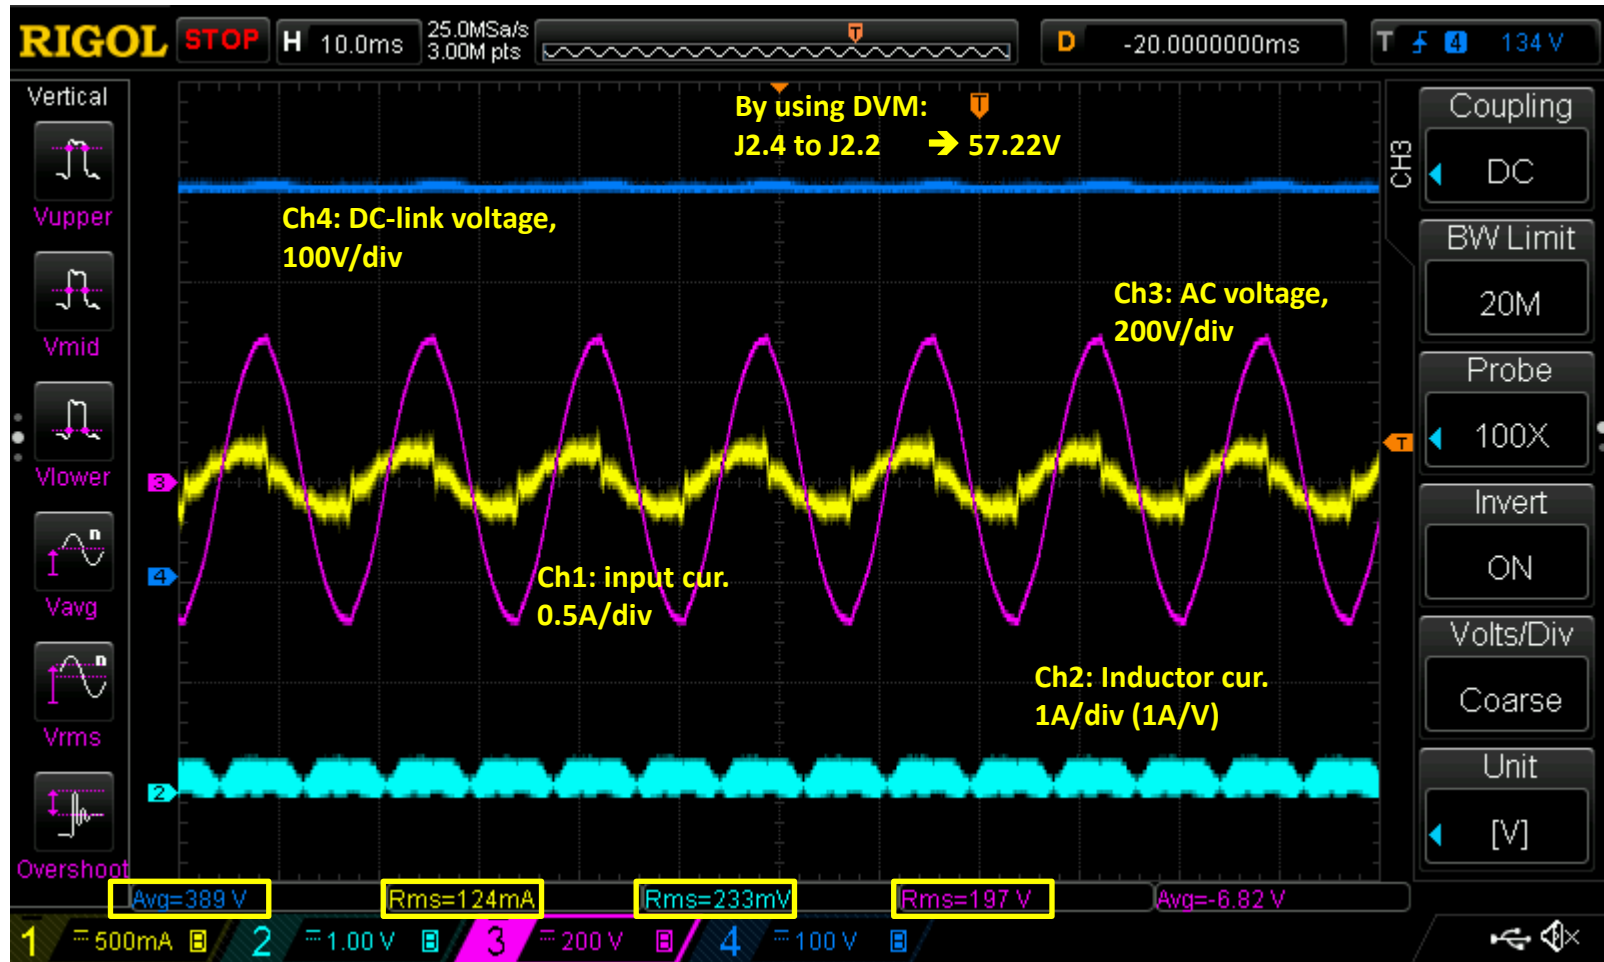 RIGOL STOP H 10.0ms 25.0MSa/s 3.00M pts T D -20.0000000ms T 4 134 V
Vertical
Vupper
Vmid
Vlower
n
Vavg
n
Vrms
Overshoot
By using DVM: T
J2.4 to J2.2 → 57.22V
Ch4: DC-link voltage,
100V/div
Ch3: AC voltage,
200V/div
3
T
4
Ch1: input cur.
0.5A/div
Ch2: Inductor cur.
1A/div (1A/V)
2
CH3
Coupling
DC
BW Limit
20M
Probe
100X
Invert
ON
Volts/Div
Coarse
Unit
[V]
Avg=389 V Rms=124mA Rms=233mV Rms=197 V Avg=-6.82 V
1 500mA B 2 1.00 V B 3 200 V B 4 100 V B